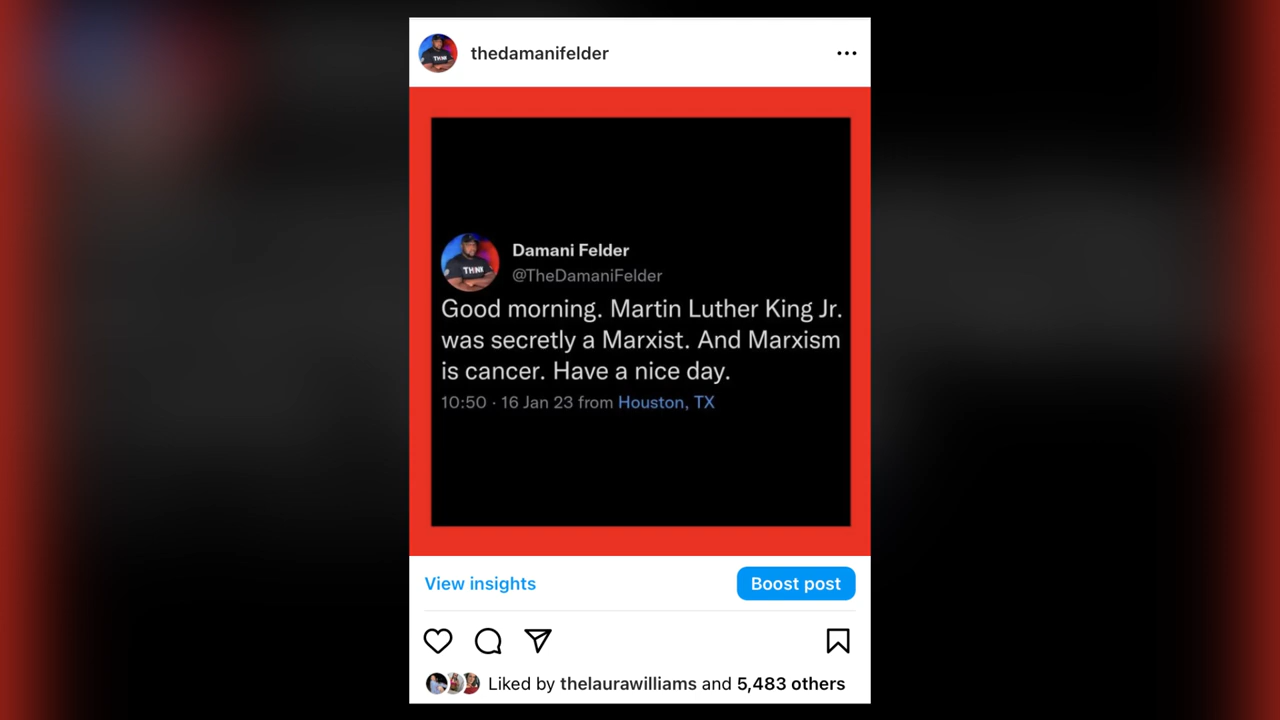 thedamanifelder
Damani Felder
@TheDamaniFelder
Good morning. Martin Luther King Jr.
was secretly a Marxist. And Marxism
is cancer. Have a nice day.
10:50 · 16 Jan 23 from Houston, TX
View insights
Boost post
Liked by thelaurawilliams and 5,483 others